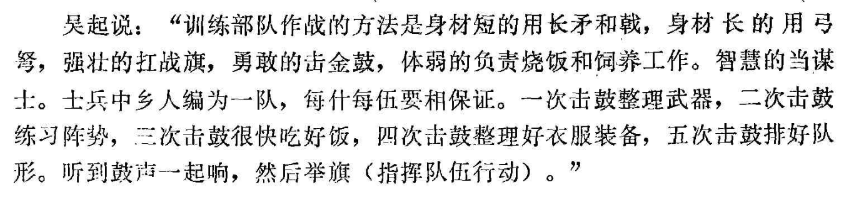 吴起说：“训练部队作战的方法是身材短的用长矛和戟，身材长的用弓
弩，强壮的扛战旗，勇敢的击金鼓，体弱的负责烧饭和饲养工作。智慧的当谋
士。士兵中乡人编为一队，每什每伍要相保证。一次击鼓整理武器，二次击鼓
练习阵势，三次击鼓很快吃好饭，四次击鼓整理好衣服装备，五次击鼓排好队
形。听到鼓声一起响，然后举旗（指挥队伍行动）。”